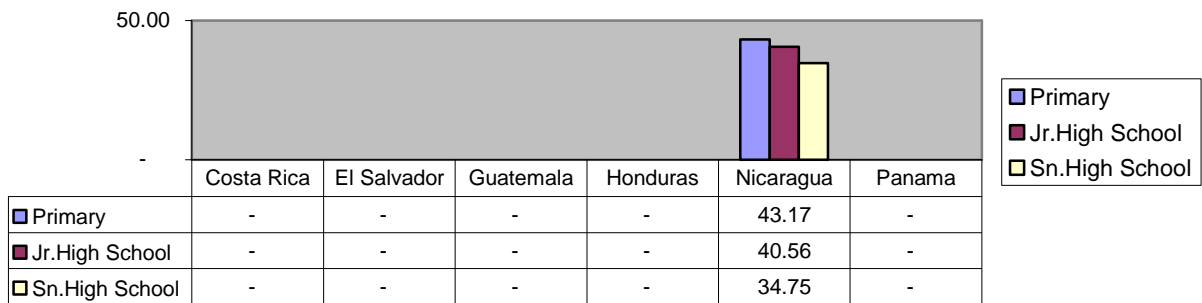 50.00
-
Costa Rica El Salvador Guatemala Honduras Nicaragua Panama
Primary - - - - 43.17 -
Jr.High School - - - - 40.56 -
Sn.High School - - - - 34.75 -
Primary
Jr.High School
Sn.High School